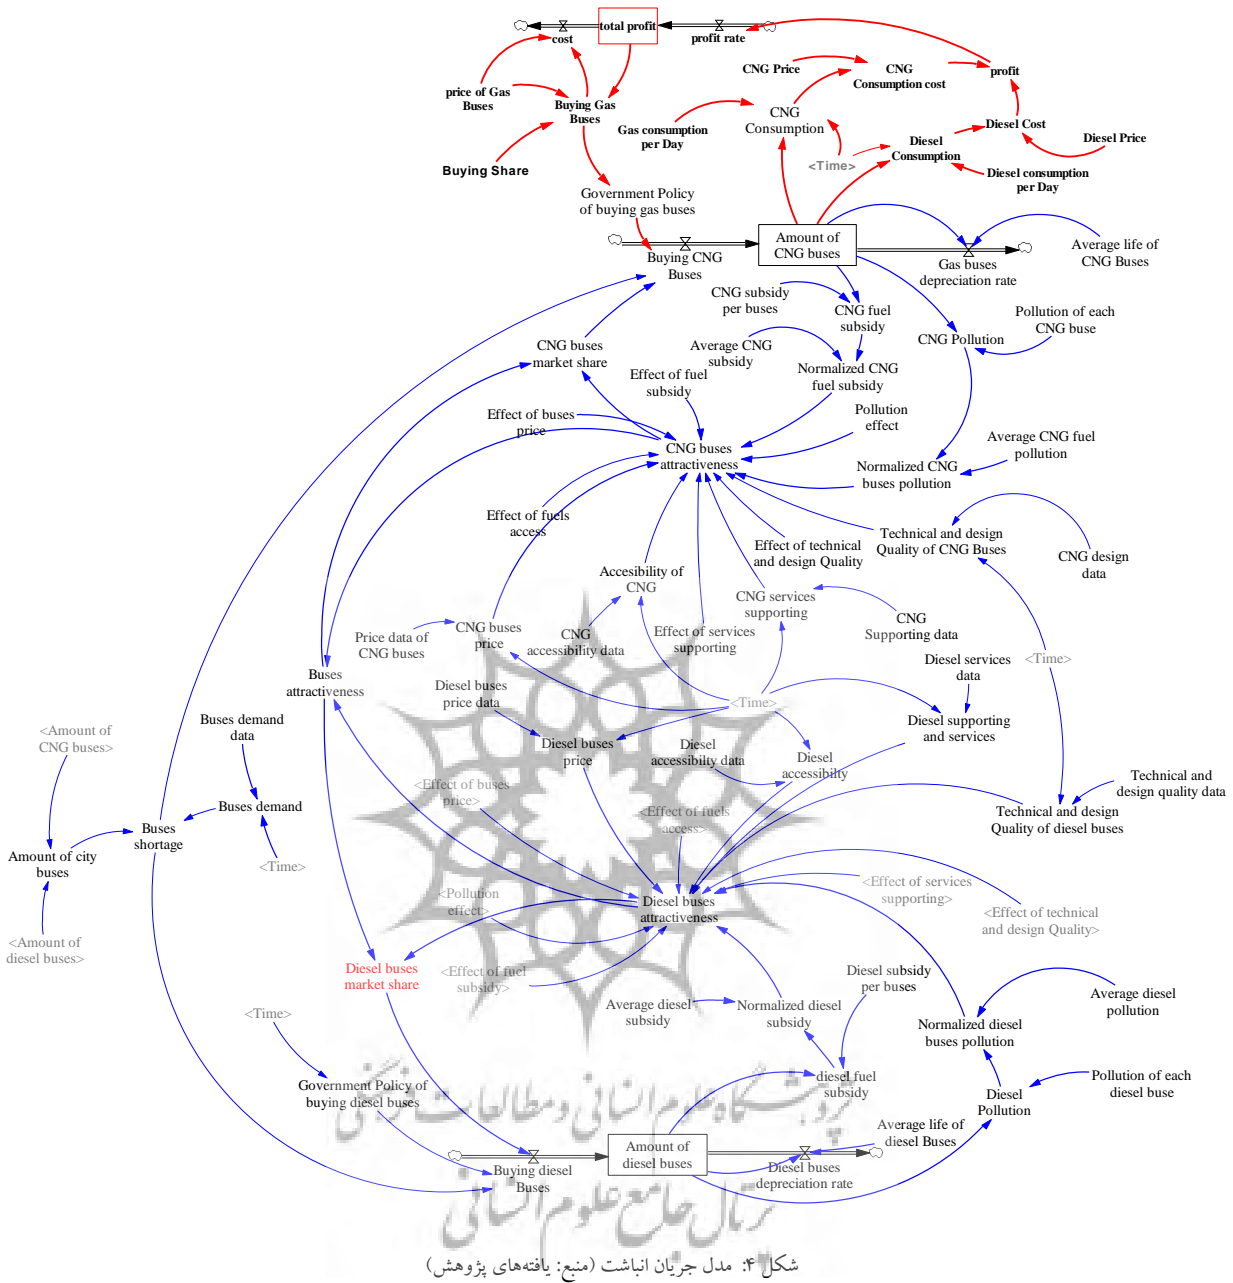 total profit
cost
profit rate
price of Gas
Buses
Buying Gas
Buses
Buying Share
CNG Price
CNG
Consumption cost
profit
Gas consumption
per Day
CNG
Consumption
Diesel Cost
Diesel Price
Diesel
Consumption
<Time>
Diesel consumption
per Day
Government Policy
of buying gas buses
Buying CNG
Buses
Amount of
CNG buses
Gas buses
depreciation rate
Average life of
CNG Buses
CNG subsidy
per buses
CNG fuel
subsidy
Pollution of each
CNG buse
CNG Pollution
CNG buses
market share
Average CNG
subsidy
Normalized CNG
fuel subsidy
Effect of fuel
subsidy
Effect of buses
price
Pollution
effect
CNG buses
attractiveness
Average CNG fuel
pollution
Normalized CNG
buses pollution
Effect of fuels
access
Effect of technical
and design Quality
Technical and design
Quality of CNG Buses
CNG design
data
Accesibility of
CNG
CNG services
supporting
CNG
Supporting data
Price data of
CNG buses
CNG buses
price
CNG
accessibility data
Effect of services
supporting
<Time>
Diesel services
data
Buses
attractiveness
Diesel buses
price data
<Time>
Diesel supporting
and services
<Amount of
CNG buses>
Buses demand
data
Diesel buses
price
Diesel
accessibilty data
Diesel
accessibilty
Technical and
design quality data
<Effect of buses
price>
<Effect of fuels
access>
Technical and design
Quality of diesel buses
Buses demand
Buses
shortage
Amount of city
buses
<Time>
<Amount of
diesel buses>
<Pollution
effect>
Diesel buses
attractiveness
<Effect of services
supporting>
<Effect of technical
and design Quality>
Diesel buses
market share
<Effect of fuel
subsidy>
Diesel subsidy
per buses
Average diesel
subsidy
Normalized diesel
subsidy
Average diesel
pollution
<Time>
Normalized diesel
buses pollution
Government Policy of
buying diesel buses
diesel fuel
subsidy
Diesel
Pollution
Pollution of each
diesel buse
Average life of
diesel Buses
Amount of
diesel buses
Buying diesel
Buses
Diesel buses
depreciation rate
پژوهشگاه علوم انسانی و مطالعات فرهنگی
پرتال جامع علوم انسانی
شکل ۴: مدل جریان انباشت (منبع: یافته‌های پژوهش)